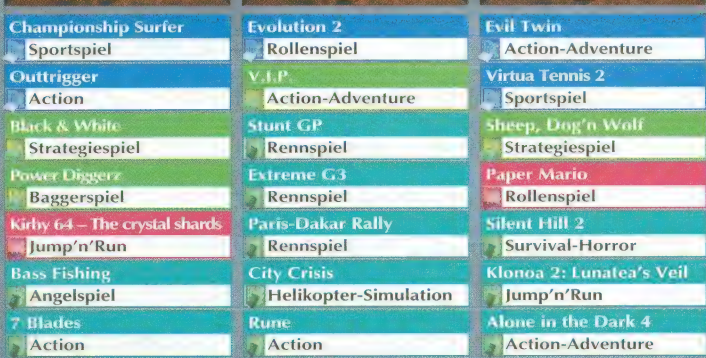 Championship Surfer
Sportspiel
Outtrigger
Action
Black & White
Strategiespiel
Power Diggerz
Baggerspiel
Kirby 64 – The crystal shards
Jump'n'Run
Bass Fishing
Angelspiel
7 Blades
Action
Evolution 2
Rollenspiel
V.I.P.
Action-Adventure
Stunt GP
Rennspiel
Extreme G3
Rennspiel
Paris-Dakar Rally
Rennspiel
City Crisis
Helikopter-Simulation
Rune
Action
Evil Twin
Action-Adventure
Virtua Tennis 2
Sportspiel
Sheep, Dog'n Wolf
Strategiespiel
Paper Mario
Rollenspiel
Silent Hill 2
Survival-Horror
Klonoa 2: Lunatea's Veil
Jump'n'Run
Alone in the Dark 4
Action-Adventure